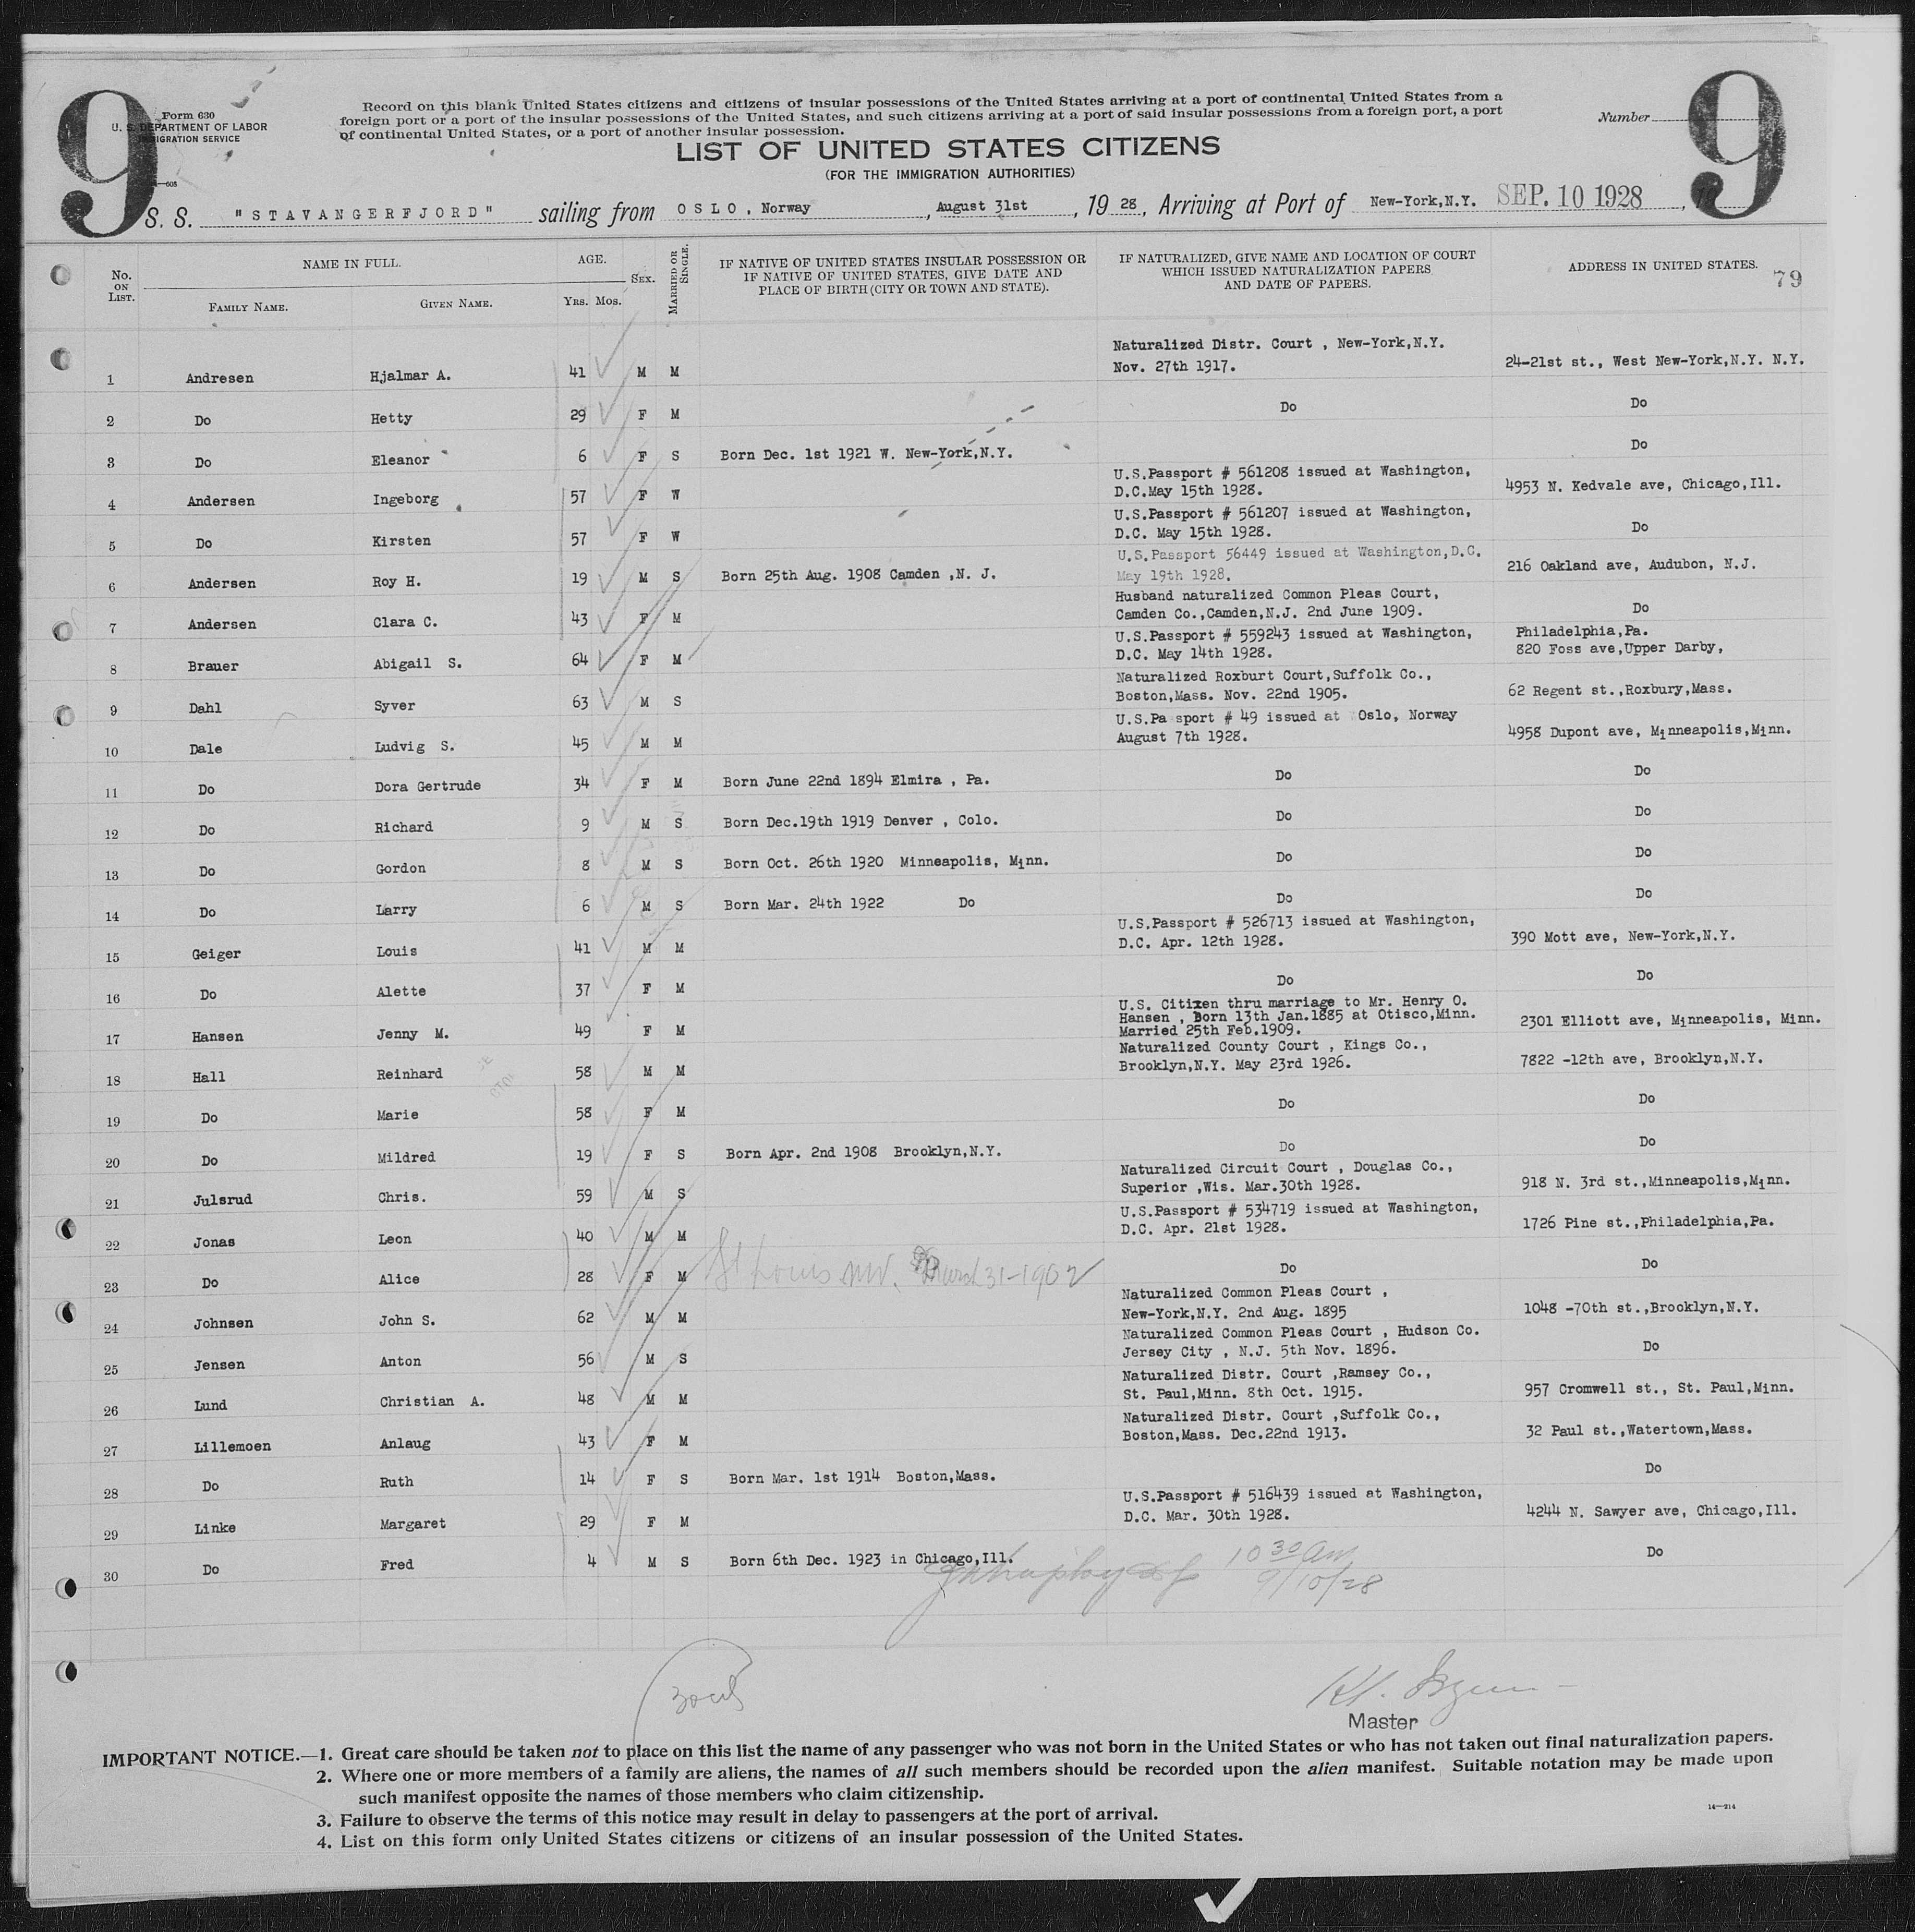 9
9
Form 630
U. S. DEPARTMENT OF LABOR
IMMIGRATION SERVICE
Record on this blank United States citizens and citizens of insular possessions of the United States arriving at a port of continental United States from a
foreign port or a port of the insular possessions of the United States, and such citizens arriving at a port of said insular possessions from a foreign port, a port
of continental United States, or a port of another insular possession.
Number
LIST OF UNITED STATES CITIZENS
(FOR THE IMMIGRATION AUTHORITIES)
S. S. "STAVANGERFJORD" sailing from OSLO, Norway, August 31st, 19 28, Arriving at Port of New-York,N.Y. SEP. 10 1928
No. ON LIST. NAME IN FULL. FAMILY NAME. GIVEN NAME. AGE. YRS. MOS. SEX. MARRIED OR SINGLE. IF NATIVE OF UNITED STATES INSULAR POSSESSION OR IF NATIVE OF UNITED STATES, GIVE DATE AND PLACE OF BIRTH (CITY OR TOWN AND STATE). IF NATURALIZED, GIVE NAME AND LOCATION OF COURT WHICH ISSUED NATURALIZATION PAPERS AND DATE OF PAPERS. ADDRESS IN UNITED STATES. 79
1 Andresen Hjalmar A. 41 M M Naturalized Distr. Court , New-York,N.Y. Nov. 27th 1917. 24-21st st., West New-York,N.Y. N.Y.
2 Do Hetty 29 F M Do Do
3 Do Eleanor 6 F S Born Dec. 1st 1921 W. New-York,N.Y. Do
4 Andersen Ingeborg 57 F W U.S.Passport # 561208 issued at Washington, D.C.May 15th 1928. 4953 N. Kedvale ave, Chicago,Ill.
5 Do Kirsten 57 F W U.S.Passport # 561207 issued at Washington, D.C. May 15th 1928. Do
6 Andersen Roy H. 19 M S Born 25th Aug. 1908 Camden ,N. J. U.S.Passport 56449 issued at Washington,D.C. May 19th 1928. 216 Oakland ave, Audubon, N.J.
7 Andersen Clara C. 43 F M Husband naturalized Common Pleas Court, Camden Co.,Camden,N.J. 2nd June 1909. Do
8 Brauer Abigail S. 64 F M U.S.Passport # 559243 issued at Washington, D.C. May 14th 1928. Philadelphia,Pa. 820 Foss ave,Upper Darby,
9 Dahl Syver 63 M S Naturalized Roxburt Court,Suffolk Co., Boston,Mass. Nov. 22nd 1905. 62 Regent st.,Roxbury,Mass.
10 Dale Ludvig S. 45 M M U.S.Pa sport # 49 issued at Oslo, Norway August 7th 1928. 4958 Dupont ave, Minneapolis,Minn.
11 Do Dora Gertrude 34 F M Born June 22nd 1894 Elmira , Pa. Do Do
12 Do Richard 9 M S Born Dec.19th 1919 Denver , Colo. Do Do
13 Do Gordon 8 M S Born Oct. 26th 1920 Minneapolis, Minn. Do Do
14 Do Larry 6 M S Born Mar. 24th 1922 Do Do Do
15 Geiger Louis 41 M M U.S.Passport # 526713 issued at Washington, D.C. Apr. 12th 1928. 390 Mott ave, New-York,N.Y.
16 Do Alette 37 F M Do Do
17 Hansen Jenny M. 49 F M U.S. Citizen thru marriage to Mr. Henry O. Hansen , Born 13th Jan.1885 at Otisco,Minn. Married 25th Feb.1909. 2301 Elliott ave, Minneapolis, Minn.
18 Hall Reinhard 58 M M Naturalized County Court , Kings Co., Brooklyn,N.Y. May 23rd 1926. 7822 -12th ave, Brooklyn,N.Y.
19 Do Marie 58 F M Do Do
20 Do Mildred 19 F S Born Apr. 2nd 1908 Brooklyn,N.Y. Do Do
21 Julsrud Chris. 59 M S Naturalized Circuit Court , Douglas Co., Superior ,Wis. Mar.30th 1928. 918 N. 3rd st.,Minneapolis,Minn.
22 Jonas Leon 40 M M U.S.Passport # 534719 issued at Washington, D.C. Apr. 21st 1928. 1726 Pine st.,Philadelphia,Pa.
23 Do Alice 28 F M St Louis 31-1902 Do Do
24 Johnsen John S. 62 M M Naturalized Common Pleas Court , New-York,N.Y. 2nd Aug. 1895 1048 -70th st.,Brooklyn,N.Y.
25 Jensen Anton 56 M S Naturalized Common Pleas Court , Hudson Co. Jersey City , N.J. 5th Nov. 1896. Do
26 Lund Christian A. 48 M M Naturalized Distr. Court ,Ramsey Co., St. Paul,Minn. 8th Oct. 1915. 957 Cromwell st., St. Paul,Minn.
27 Lillemoen Anlaug 43 F M Naturalized Distr. Court ,Suffolk Co., Boston,Mass. Dec.22nd 1913. 32 Paul st.,Watertown,Mass.
28 Do Ruth 14 F S Born Mar. 1st 1914 Boston,Mass. Do
29 Linke Margaret 29 F M U.S.Passport # 516439 issued at Washington, D.C. Mar. 30th 1928. 4244 N. Sawyer ave, Chicago,Ill.
30 Do Fred 4 M S Born 6th Dec. 1923 in Chicago,Ill. Do
10 30 am
9/10/28
Master
IMPORTANT NOTICE.—1. Great care should be taken not to place on this list the name of any passenger who was not born in the United States or who has not taken out final naturalization papers.
2. Where one or more members of a family are aliens, the names of all such members should be recorded upon the alien manifest. Suitable notation may be made upon
such manifest opposite the names of those members who claim citizenship.
3. Failure to observe the terms of this notice may result in delay to passengers at the port of arrival.
14—214
4. List on this form only United States citizens or citizens of an insular possession of the United States.